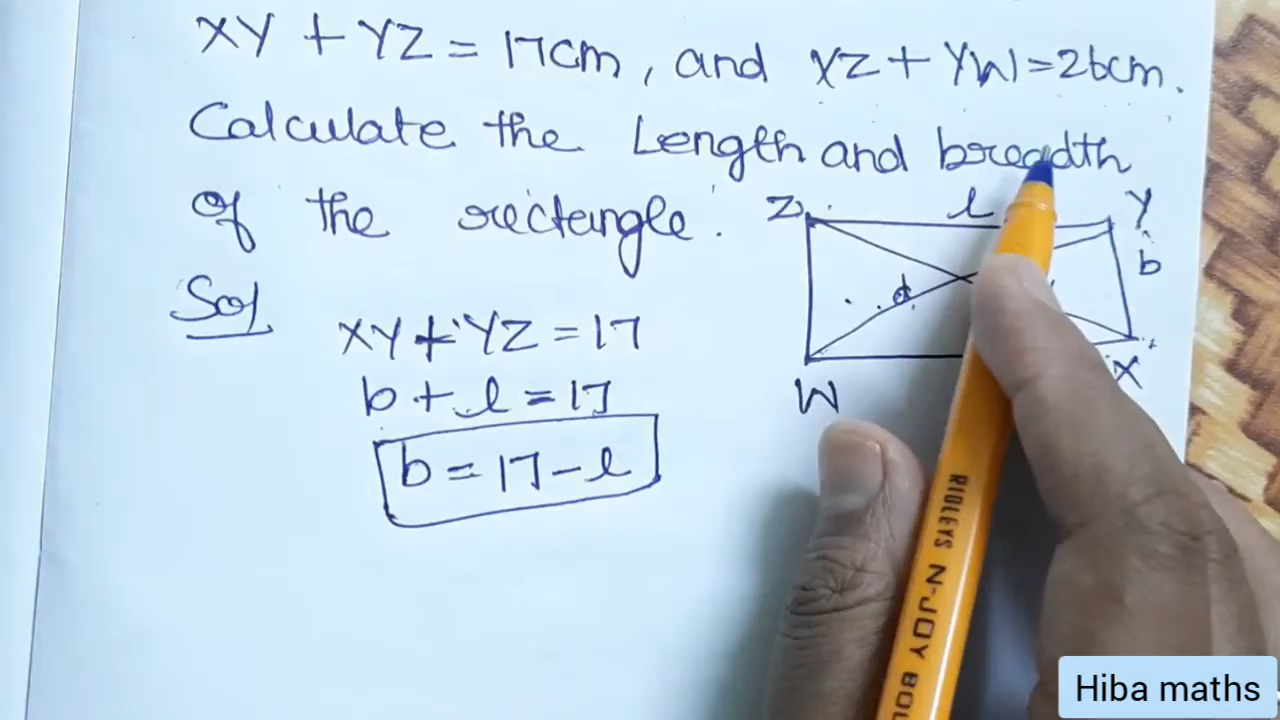 XY + YZ = 17cm, and XZ + YW = 26cm.
Calculate the Length and breadth
of the rectangle.
Z l Y
b
d
Sol
XY + YZ = 17
X
b + l = 17
W
b = 17 - l
RIDLEYS N-JOY
Hiba maths